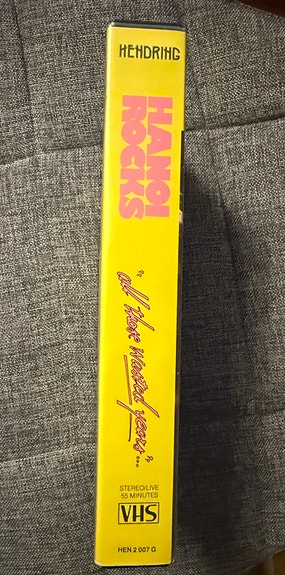 HENDRING
HANOI
ROCKS
"all those wasted years..."
STEREO/LIVE
55 MINUTES
VHS
HEN 2 007 G